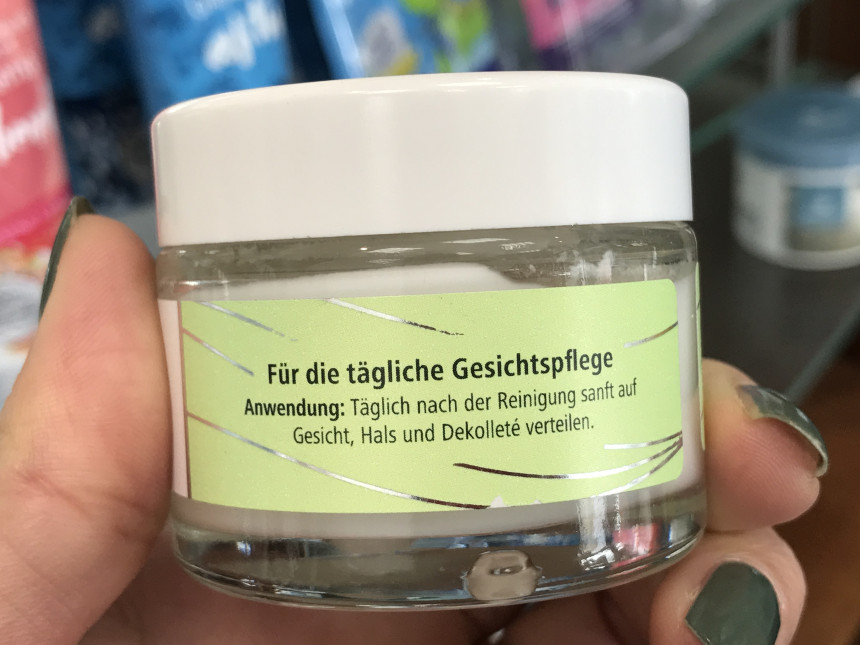 Für die tägliche Gesichtspflege
Anwendung: Täglich nach der Reinigung sanft auf
Gesicht, Hals und Dekolleté verteilen.